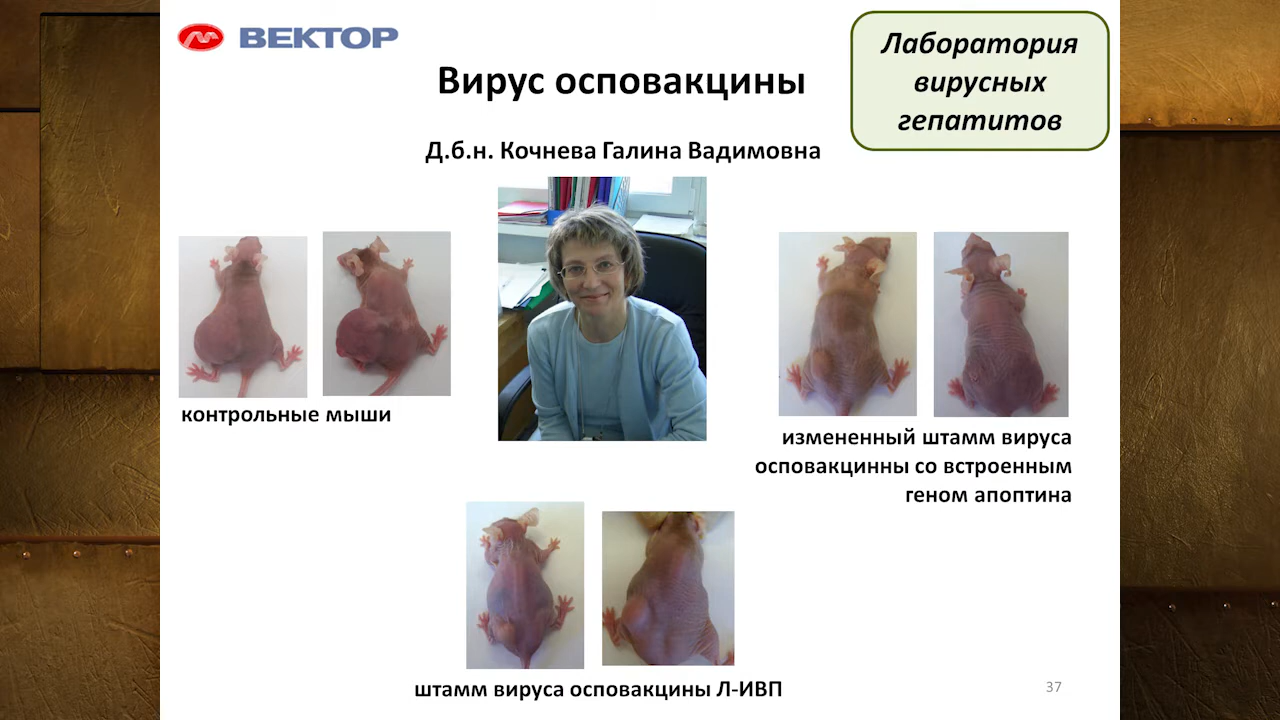 ВЕКТОР
Лаборатория
вирусных
гепатитов
Вирус осповакцины
Д.б.н. Кочнева Галина Вадимовна
контрольные мыши
измененный штамм вируса
осповакцинны со встроенным
геном апоптина
штамм вируса осповакцины Л-ИВП
37